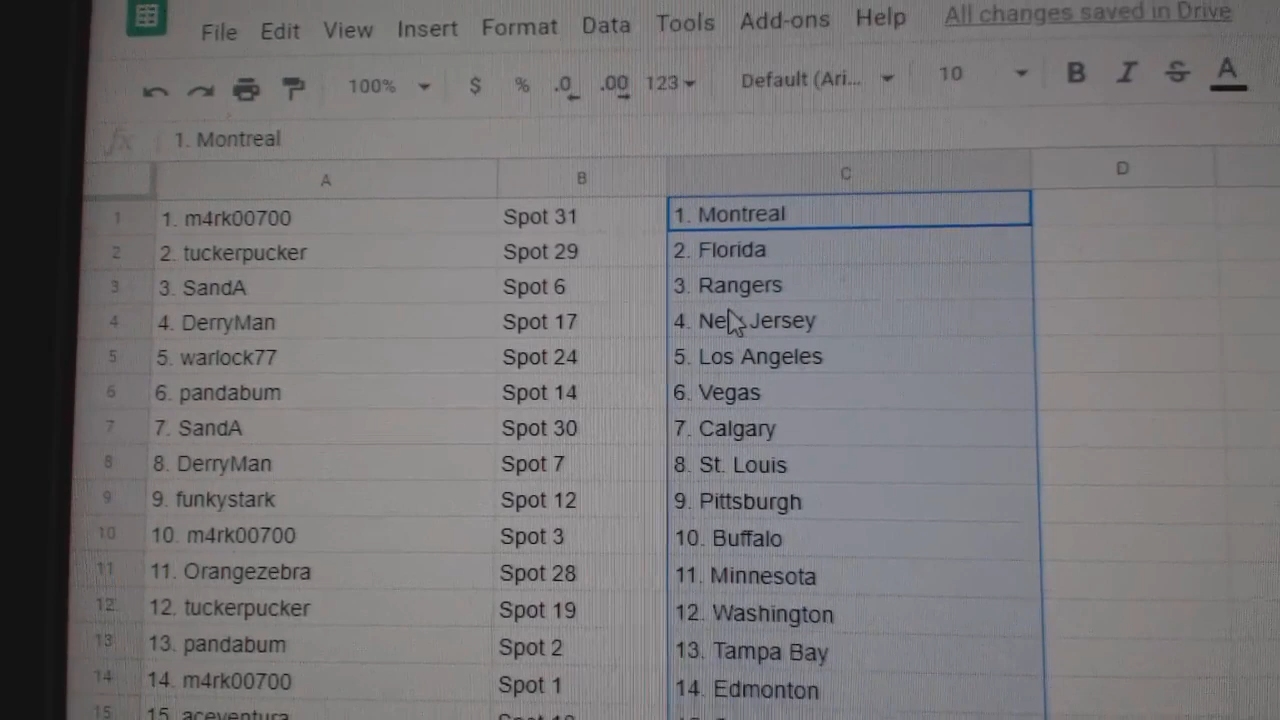 File Edit View Insert Format Data Tools Add-ons Help All changes saved in Drive
100% $ % .0 .00 123 Default (Ari... 10 B I S A
fx 1. Montreal
A B C D
1 1. m4rk00700 Spot 31 1. Montreal
2 2. tuckerpucker Spot 29 2. Florida
3 3. SandA Spot 6 3. Rangers
4 4. DerryMan Spot 17 4. New Jersey
5 5. warlock77 Spot 24 5. Los Angeles
6 6. pandabum Spot 14 6. Vegas
7 7. SandA Spot 30 7. Calgary
8 8. DerryMan Spot 7 8. St. Louis
9 9. funkystark Spot 12 9. Pittsburgh
10 10. m4rk00700 Spot 3 10. Buffalo
11 11. Orangezebra Spot 28 11. Minnesota
12 12. tuckerpucker Spot 19 12. Washington
13 13. pandabum Spot 2 13. Tampa Bay
14 14. m4rk00700 Spot 1 14. Edmonton
15 15. aceventura